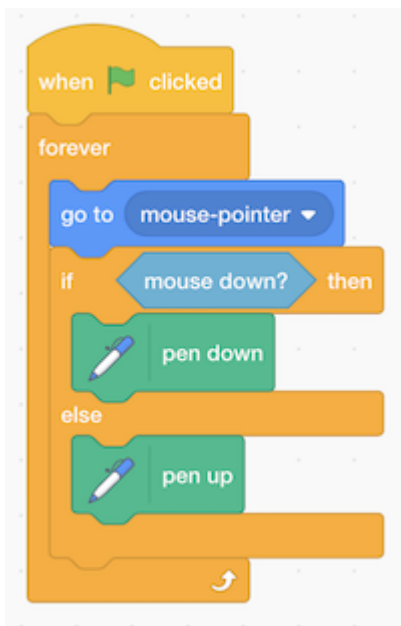 when clicked
forever
go to mouse-pointer
if mouse down? then
pen down
else
pen up